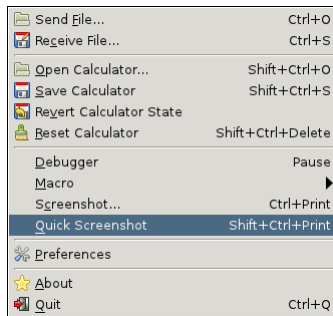 Send File... Ctrl+O
Receive File... Ctrl+S
Open Calculator... Shift+Ctrl+O
Save Calculator Shift+Ctrl+S
Revert Calculator State
Reset Calculator Shift+Ctrl+Delete
Debugger Pause
Macro
Screenshot... Ctrl+Print
Quick Screenshot Shift+Ctrl+Print
Preferences
About
Quit Ctrl+Q